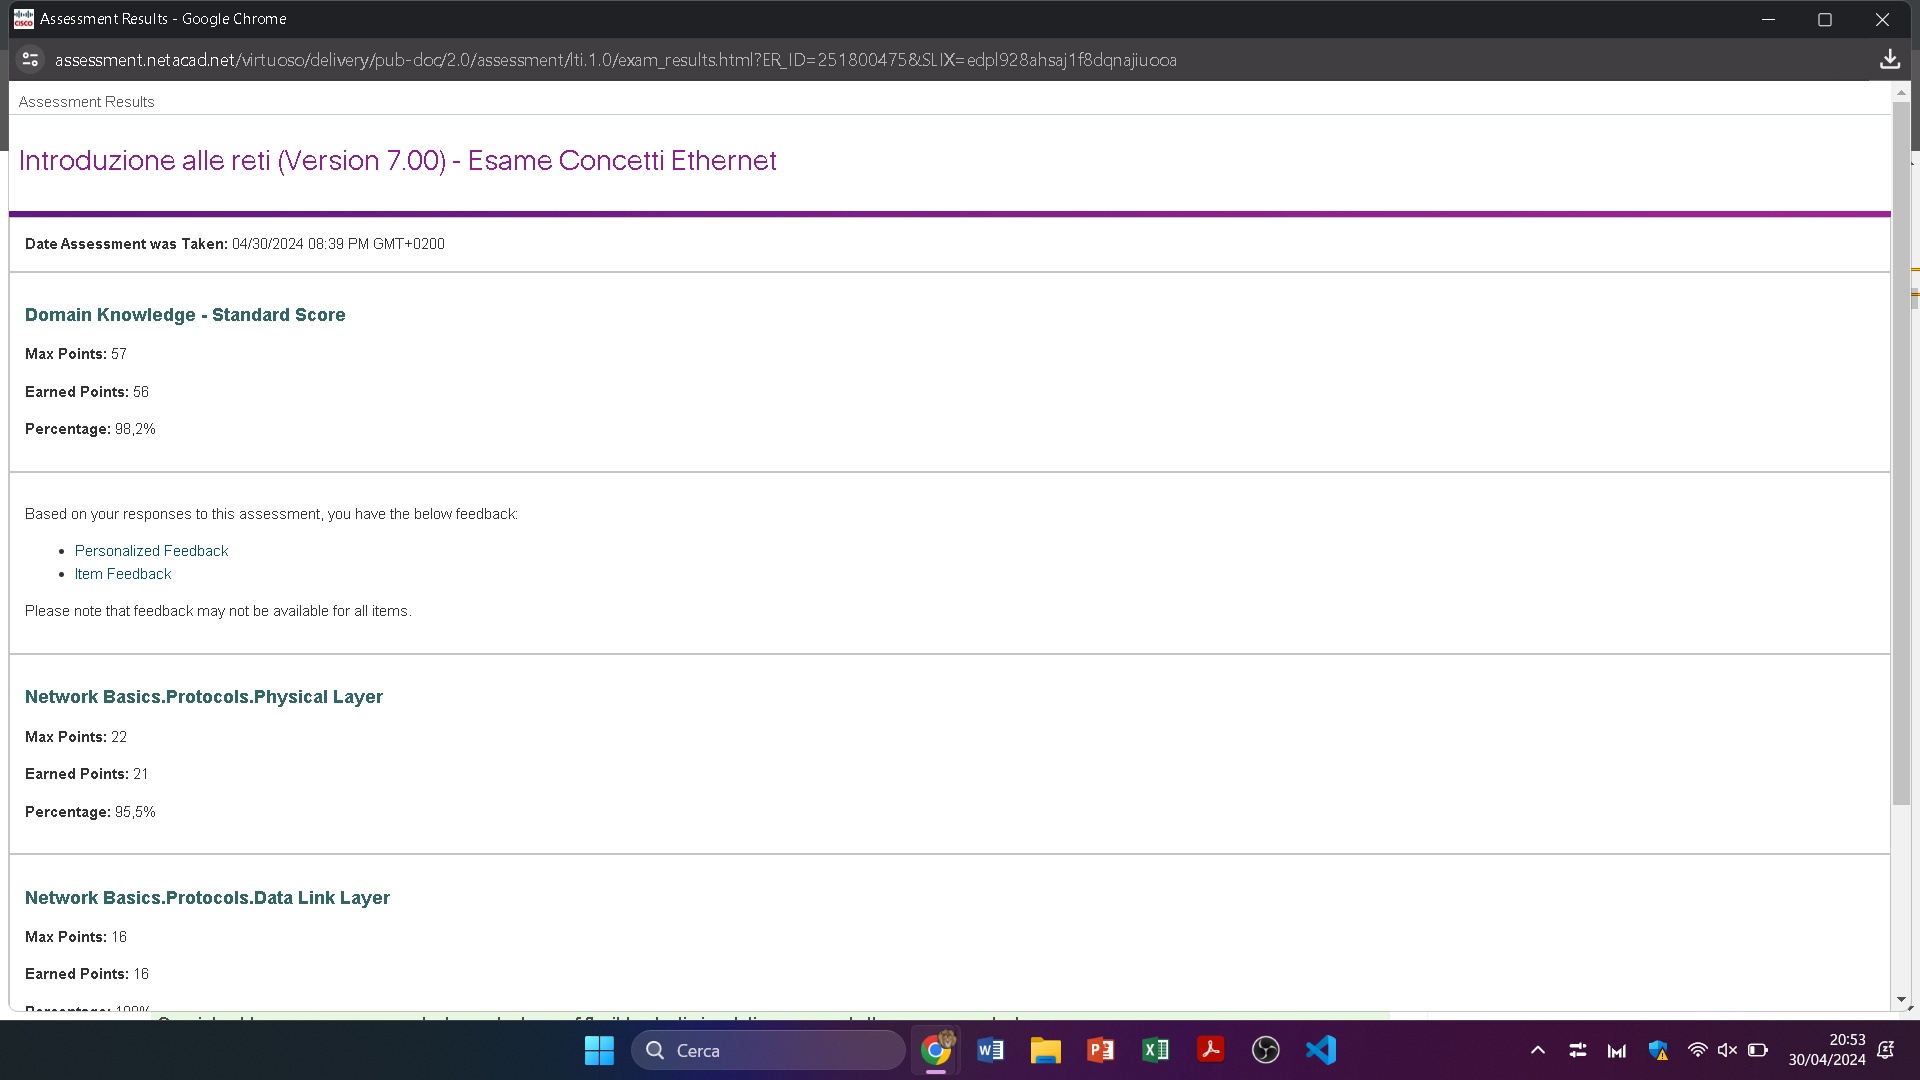 Assessment Results - Google Chrome
assessment.netacad.net/virtuoso/delivery/pub-doc/2.0/assessment/lti.1.0/exam_results.html?ER_ID=251800475&SLIX=edpl928ahsaj1f8dqnajiuooa
Assessment Results
Introduzione alle reti (Version 7.00) - Esame Concetti Ethernet
Date Assessment was Taken: 04/30/2024 08:39 PM GMT+0200
Domain Knowledge - Standard Score
Max Points: 57
Earned Points: 56
Percentage: 98,2%
Based on your responses to this assessment, you have the below feedback:
• Personalized Feedback
• Item Feedback
Please note that feedback may not be available for all items.
Network Basics.Protocols.Physical Layer
Max Points: 22
Earned Points: 21
Percentage: 95,5%
Network Basics.Protocols.Data Link Layer
Max Points: 16
Earned Points: 16
Percentage: 100%
Cerca
20:53
30/04/2024